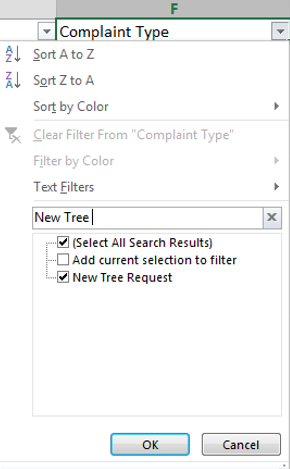 F
Complaint Type
Sort A to Z
Sort Z to A
Sort by Color
Clear Filter From "Complaint Type"
Filter by Color
Text Filters
New Tree
(Select All Search Results)
Add current selection to filter
New Tree Request
OK
Cancel